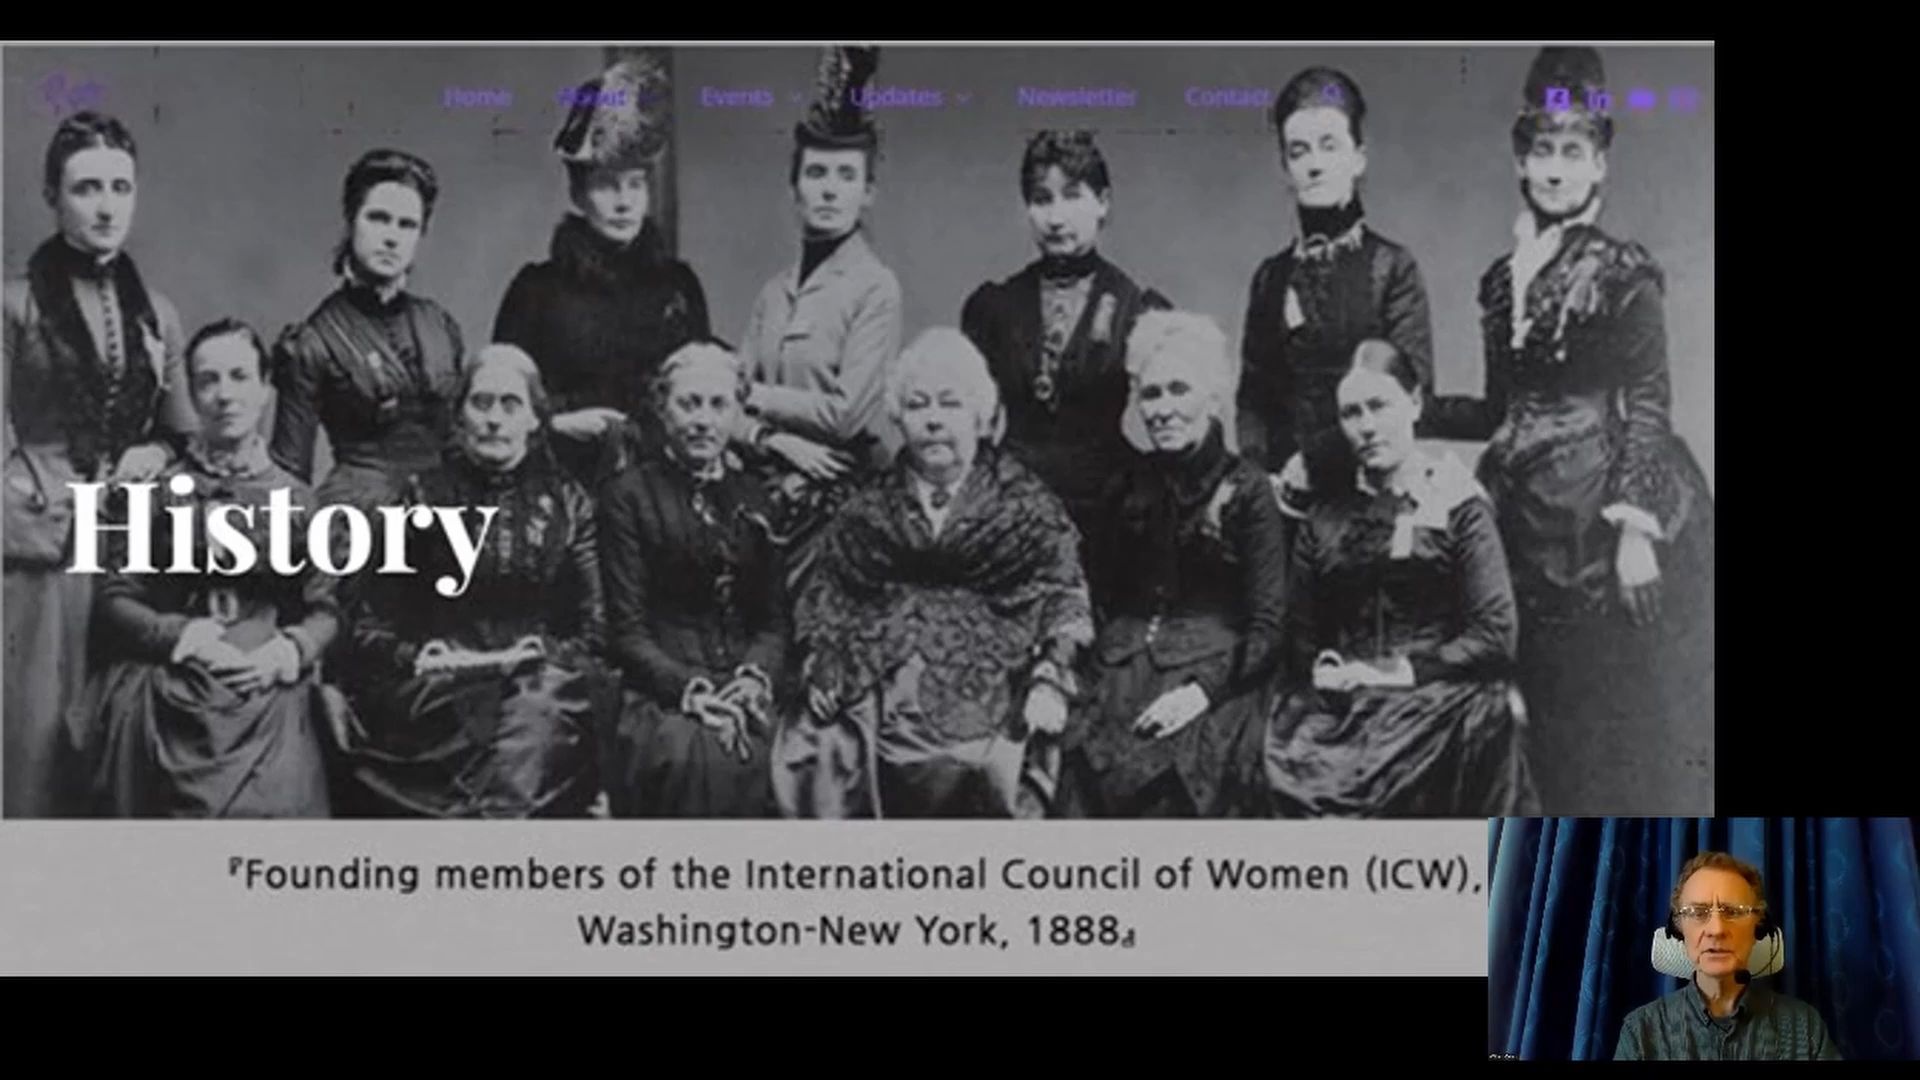 Home About Events Updates Newsletter Contact
History
『Founding members of the International Council of Women (ICW),
Washington-New York, 1888』